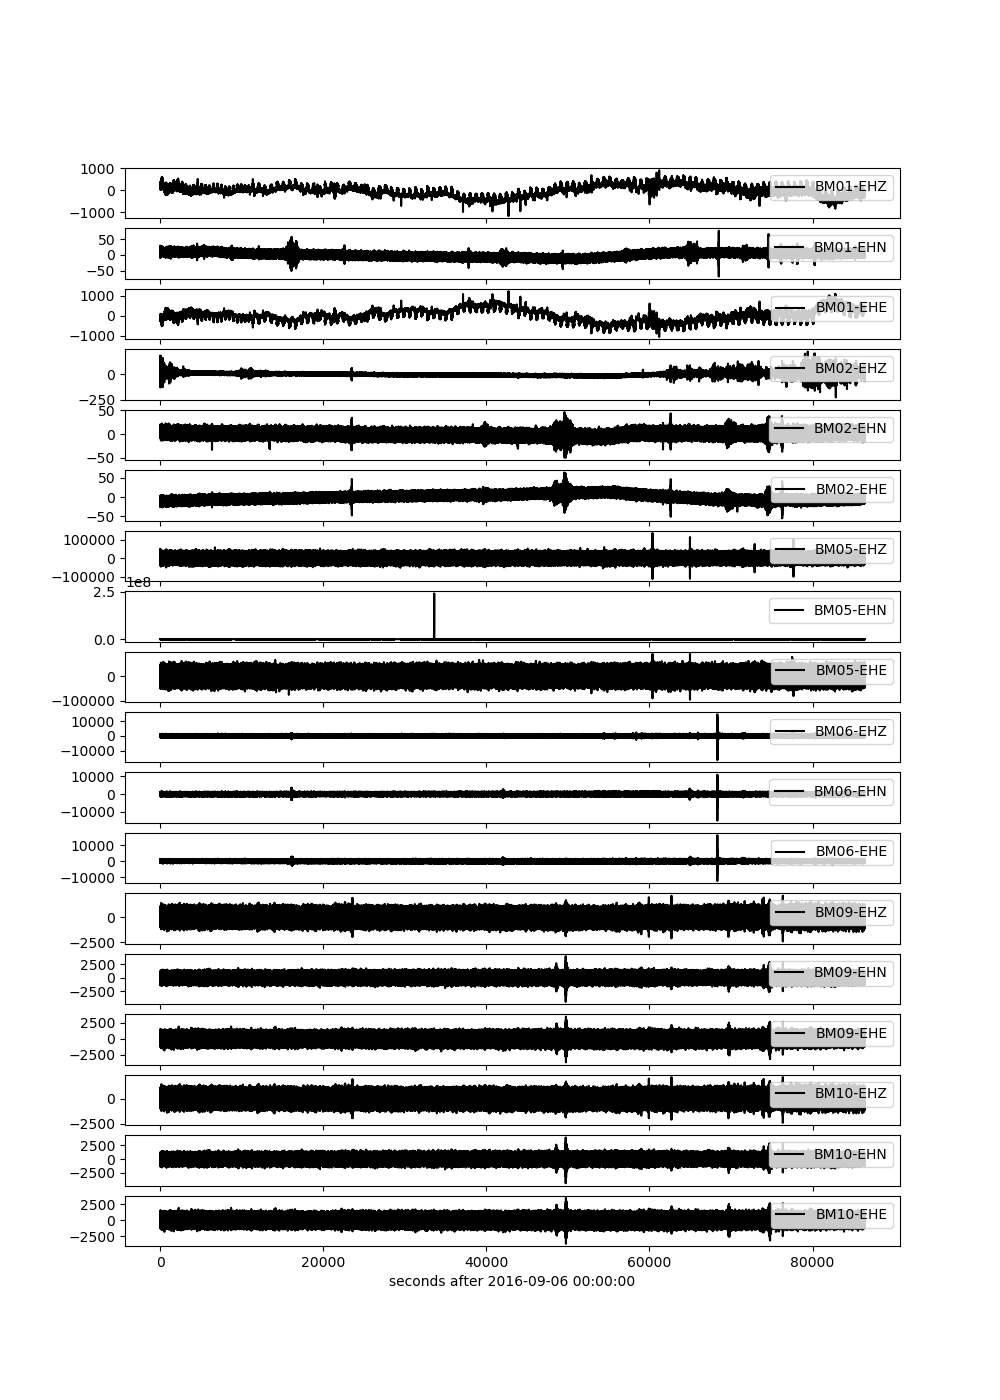 1000
0
−1000
BM01-EHZ
50
0
−50
BM01-EHN
1000
0
−1000
BM01-EHE
0
−250
BM02-EHZ
50
0
−50
BM02-EHN
50
0
−50
BM02-EHE
100000
0
−100000
BM05-EHZ
1e8
2.5
0.0
BM05-EHN
0
−100000
BM05-EHE
10000
0
−10000
BM06-EHZ
10000
0
−10000
BM06-EHN
10000
0
−10000
BM06-EHE
0
−2500
BM09-EHZ
2500
0
−2500
BM09-EHN
2500
0
−2500
BM09-EHE
0
−2500
BM10-EHZ
2500
0
−2500
BM10-EHN
2500
0
−2500
BM10-EHE
0 20000 40000 60000 80000
seconds after 2016-09-06 00:00:00